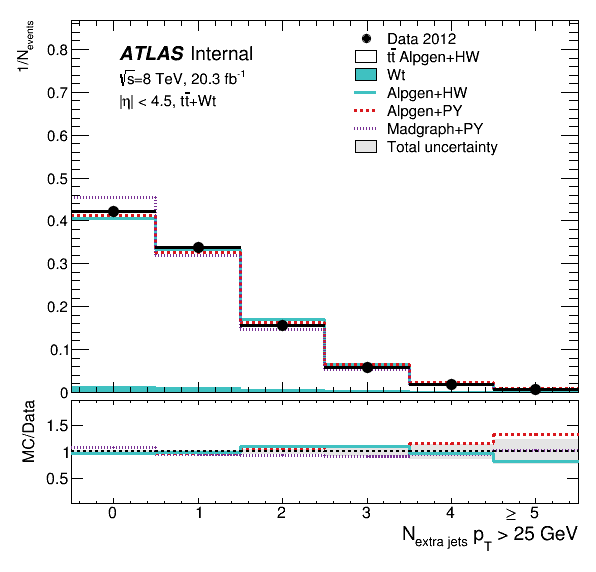 1/N_events
ATLAS Internal
√s=8 TeV, 20.3 fb⁻¹
|η| < 4.5, tt̄+Wt
Data 2012
tt̄ Alpgen+HW
Wt
Alpgen+HW
Alpgen+PY
Madgraph+PY
Total uncertainty
0.8
0.7
0.6
0.5
0.4
0.3
0.2
0.1
0
MC/Data
1.5
1
0.5
0 1 2 3 4 ≥ 5
N_extra jets p_T > 25 GeV